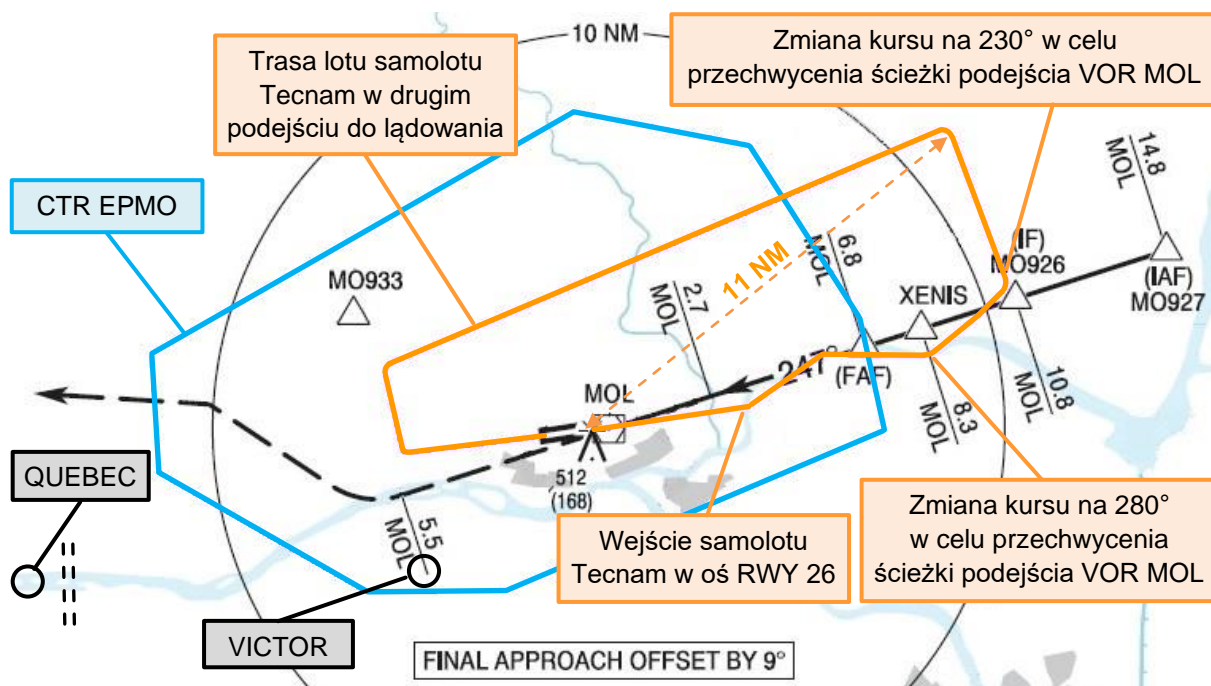 10 NM
Trasa lotu samolotu
Tecnam w drugim
podejściu do lądowania
Zmiana kursu na 230° w celu
przechwycenia ścieżki podejścia VOR MOL
CTR EPMO
14.8
MOL
(IAF)
MO927
(IF)
MO926
10.8
MOL
XENIS
8.3
MOL
6.8
MOL
(FAF)
247°
11 NM
2.7
MOL
MO933
MOL
512
(168)
5.5
MOL
QUEBEC
VICTOR
Wejście samolotu
Tecnam w oś RWY 26
Zmiana kursu na 280°
w celu przechwycenia
ścieżki podejścia VOR MOL
FINAL APPROACH OFFSET BY 9°